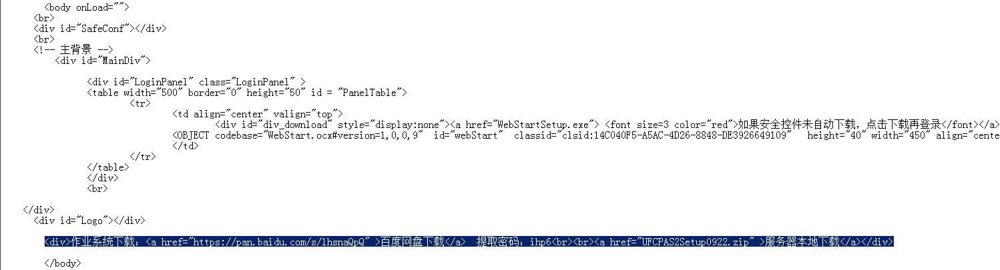 <body onLoad="">
<br>
<div id="SafeConf"></div>
<br>
<!-- 主背景 -->
<div id="MainDiv">
<div id="LoginPanel" class="LoginPanel" >
<table width="500" border="0" height="50" id = "PanelTable">
<tr>
<td align="center" valign="top">
<div id="div_download" style="display:none"><a href="WebStartSetup.exe"> <font size=3 color="red">如果安全控件未自动下载，点击下载再登录</font></a>
<OBJECT codebase="WebStart.ocx#version=1,0,0,9" id="webStart" classid="clsid:14C040F5-A5AC-4D26-8848-DE3926649109" height="40" width="450" align="cente
</td>
</tr>
</table>
</div>
<br>
</div>
<div id="Logo"></div>
<div>作业系统下载：<a href="https://pan.baidu.com/s/1hsnaQpQ" >百度网盘下载</a> 提取密码：ihp6<br><br><a href="UFCPAS2Setup0922.zip" >服务器本地下载</a></div>
</body>